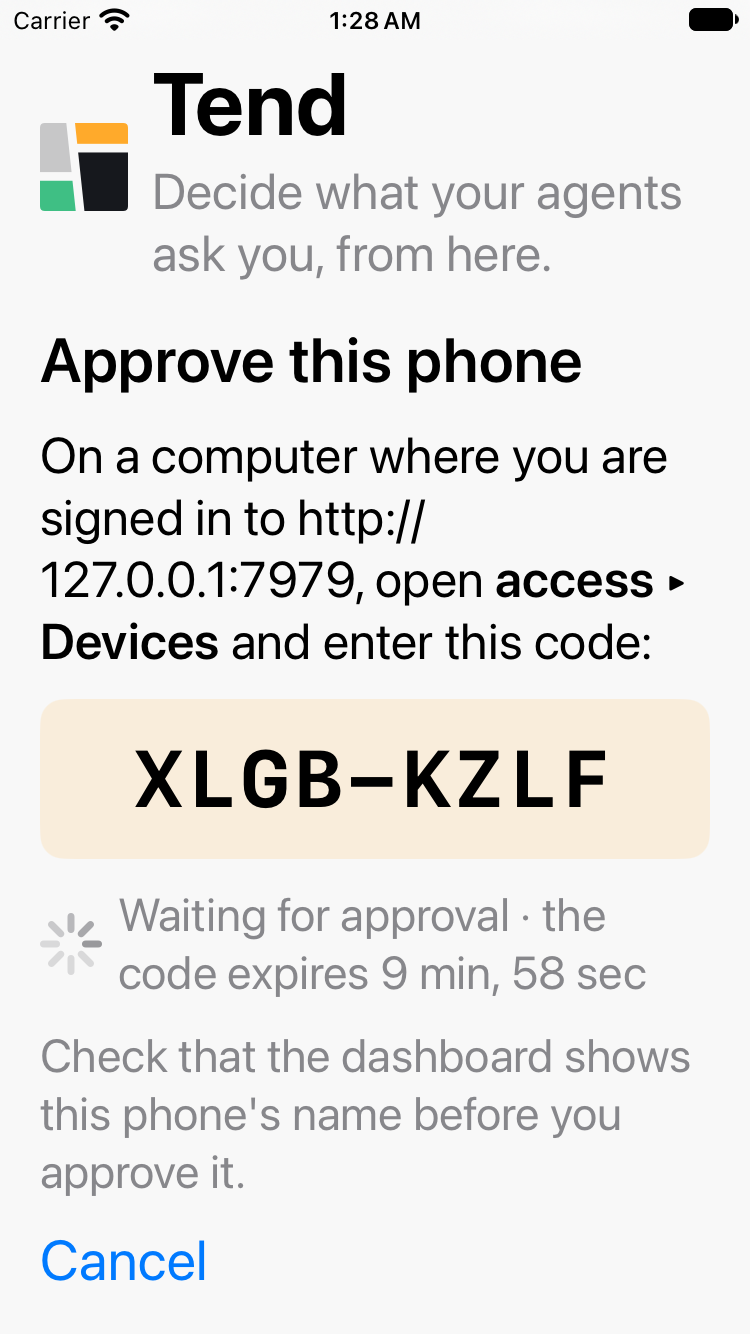 Carrier 1:28 AM
Tend
Decide what your agents
ask you, from here.
Approve this phone
On a computer where you are
signed in to http://
127.0.0.1:7979, open access ▸
Devices and enter this code:
XLGB-KZLF
Waiting for approval · the
code expires 9 min, 58 sec
Check that the dashboard shows
this phone's name before you
approve it.
Cancel